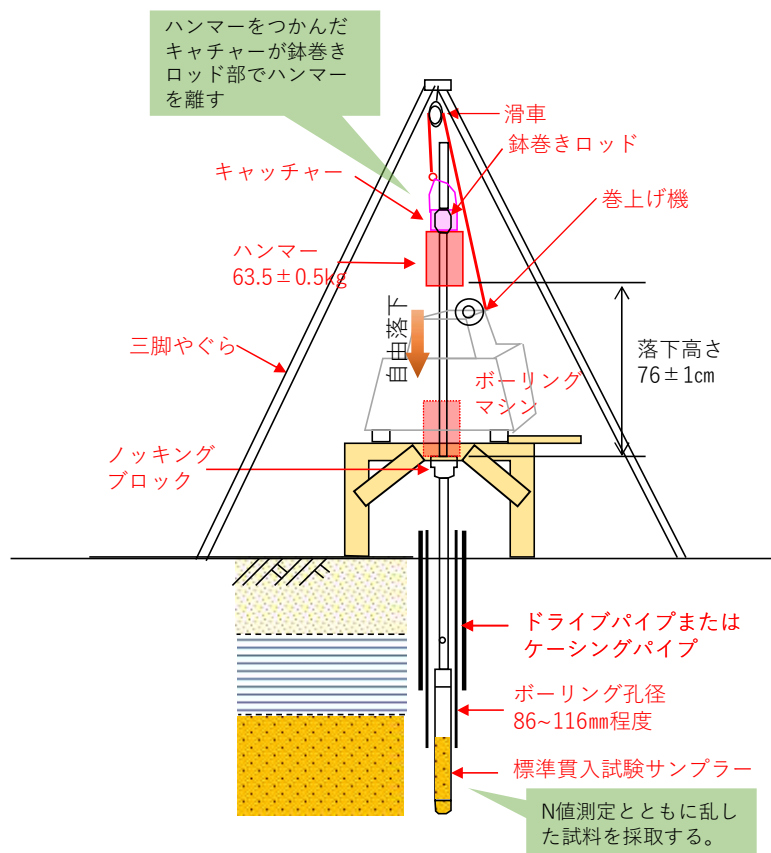 ハンマーをつかんだ
キャチャーが鉢巻き
ロッド部でハンマー
を離す
滑車
鉢巻きロッド
キャッチャー
巻上げ機
ハンマー
63.5±0.5kg
自由落下
落下高さ
76±1㎝
三脚やぐら
ボーリング
マシン
ノッキング
ブロック
ドライブパイプまたは
ケーシングパイプ
ボーリング孔径
86~116㎜程度
標準貫入試験サンプラー
N値測定とともに乱し
た試料を採取する。